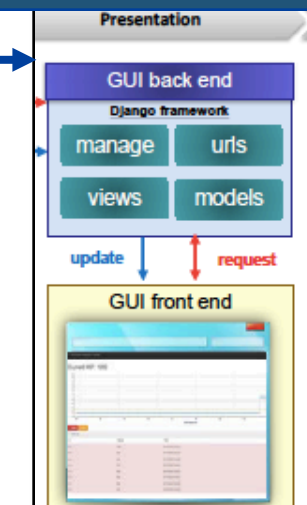 Presentation
GUI back end
Django framework
manage urls
views models
update request
GUI front end